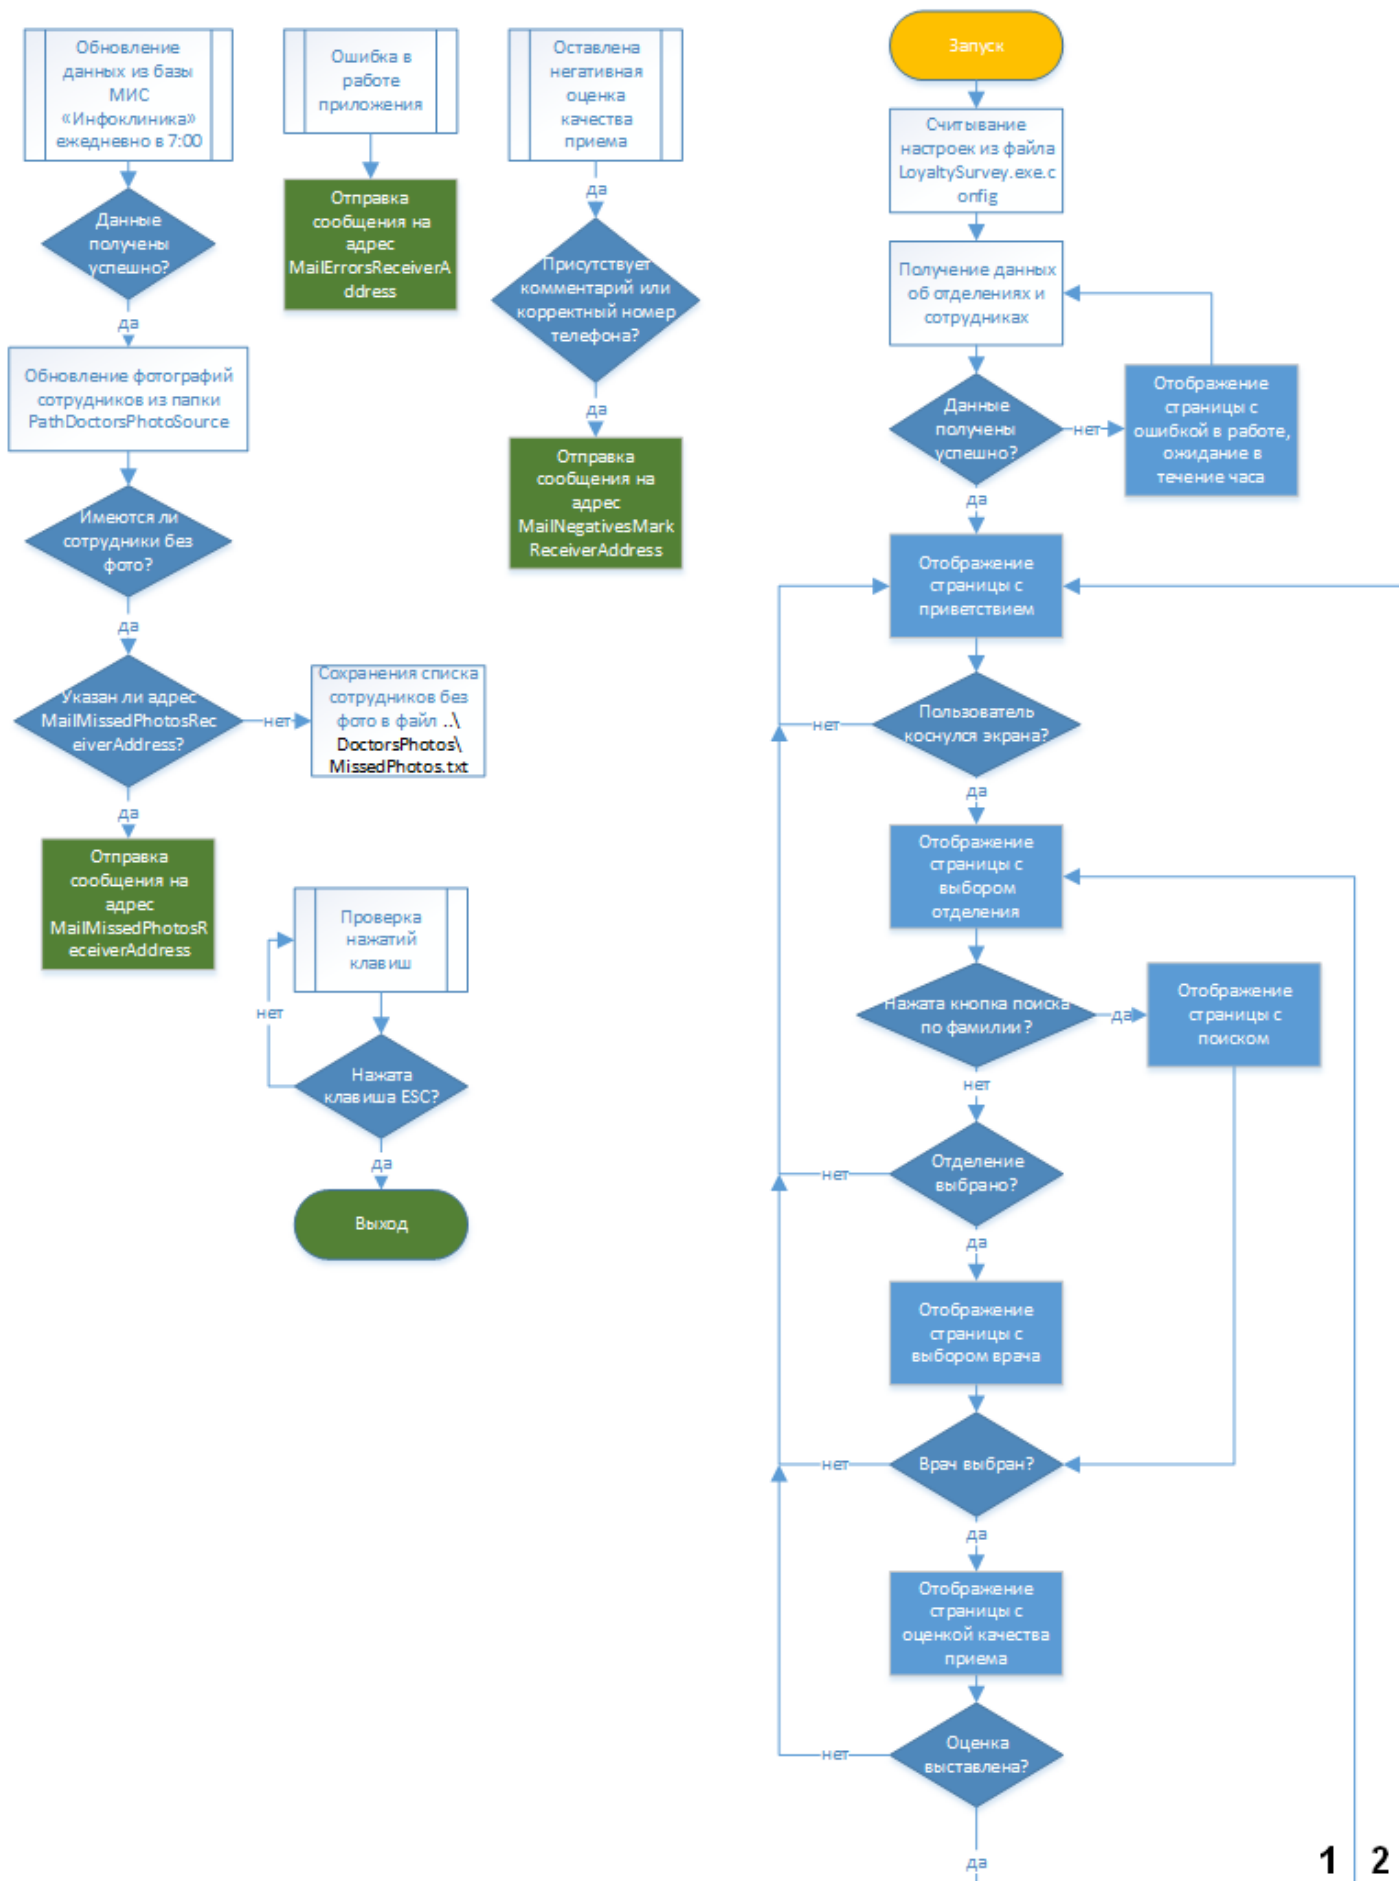 Обновление
данных из базы
МИС
«Инфоклиника»
ежедневно в 7:00
Данные
получены
успешно?
да
Обновление фотографий
сотрудников из папки
PathDoctorsPhotoSource
Имеются ли
сотрудники без
фото?
да
Указан ли адрес
MailMissedPhotosRec
eiverAddress?
нет
Сохранения списка
сотрудников без
фото в файл ..\
DoctorsPhotos\
MissedPhotos.txt
да
Отправка
сообщения на
адрес
MailMissedPhotosR
eceiverAddress
Ошибка в
работе
приложения
Отправка
сообщения на
адрес
MailErrorsReceiverA
ddress
Оставлена
негативная
оценка
качества
приема
да
Присутствует
комментарий или
корректный номер
телефона?
да
Отправка
сообщения на
адрес
MailNegativesMark
ReceiverAddress
Проверка
нажатий
клавиш
нет
Нажата
клавиша ESC?
да
Выход
Запуск
Считывание
настроек из файла
LoyaltySurvey.exe.c
onfig
Получение данных
об отделениях и
сотрудниках
Данные
получены
успешно?
нет
Отображение
страницы с
ошибкой в работе,
ожидание в
течение часа
да
Отображение
страницы с
приветствием
Пользователь
коснулся экрана?
нет
да
Отображение
страницы с
выбором
отделения
Нажата кнопка поиска
по фамилии?
да
Отображение
страницы с
поиском
нет
Отделение
выбрано?
нет
да
Отображение
страницы с
выбором врача
Врач выбран?
нет
да
Отображение
страницы с
оценкой качества
приема
Оценка
выставлена?
нет
да
1 2